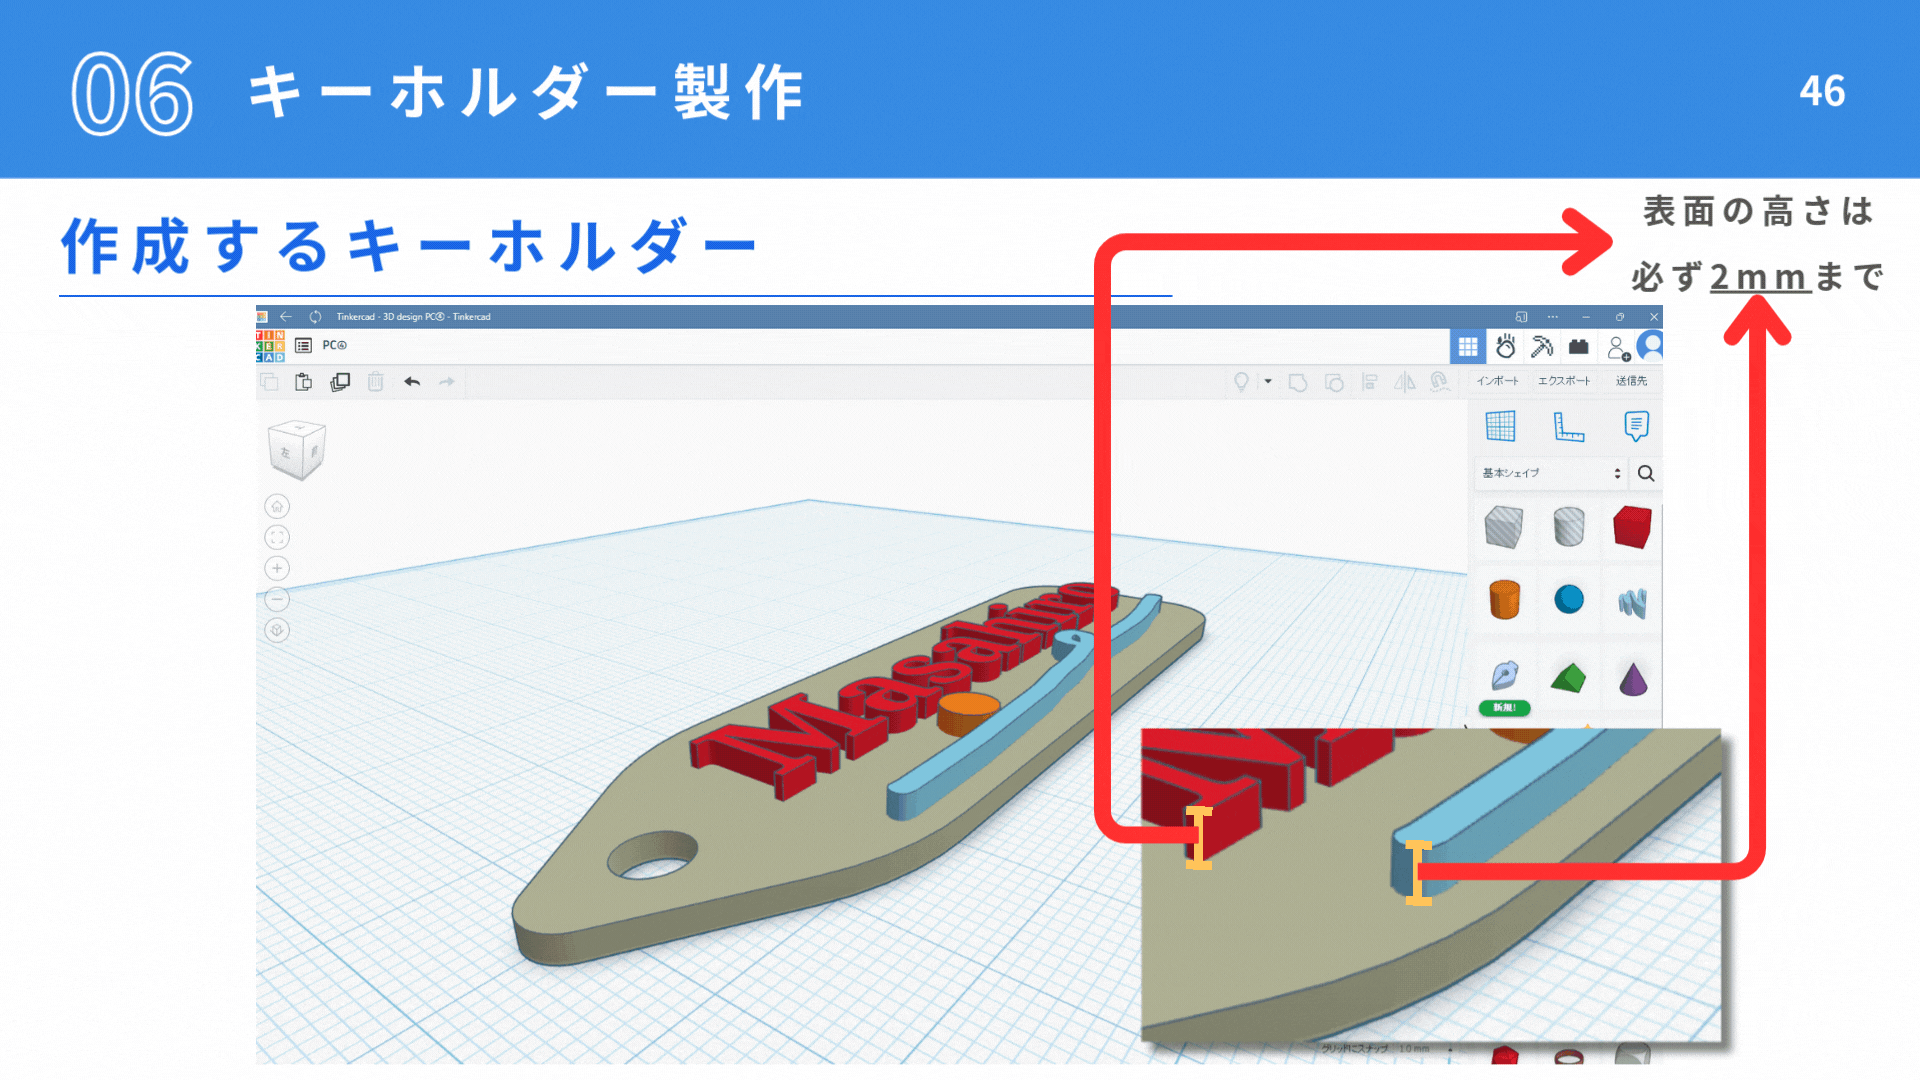 06 キーホルダー製作
46
作成するキーホルダー
表面の高さは
必ず2mmまで
Tinkercad - 3D design PC④ - Tinkercad
TIN
KER
CAD
PC④
インポート エクスポート 送信先
左
基本シェイプ
新規!
Masahiro
グリッドにスナップ 1.0 mm